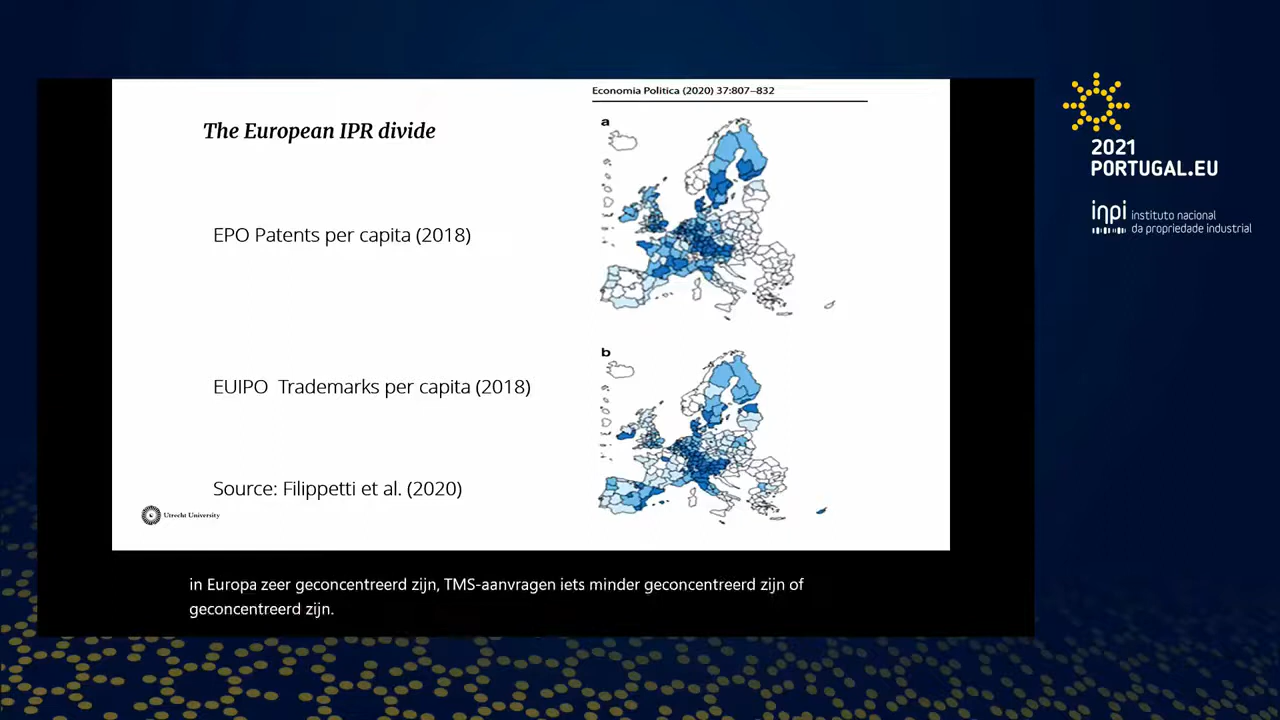 Economia Politica (2020) 37:807–832
The European IPR divide
a
EPO Patents per capita (2018)
b
EUIPO Trademarks per capita (2018)
Source: Filippetti et al. (2020)
Utrecht University
in Europa zeer geconcentreerd zijn, TMS-aanvragen iets minder geconcentreerd zijn of
geconcentreerd zijn.
2021
PORTUGAL.EU
inpi instituto nacional
da propriedade industrial